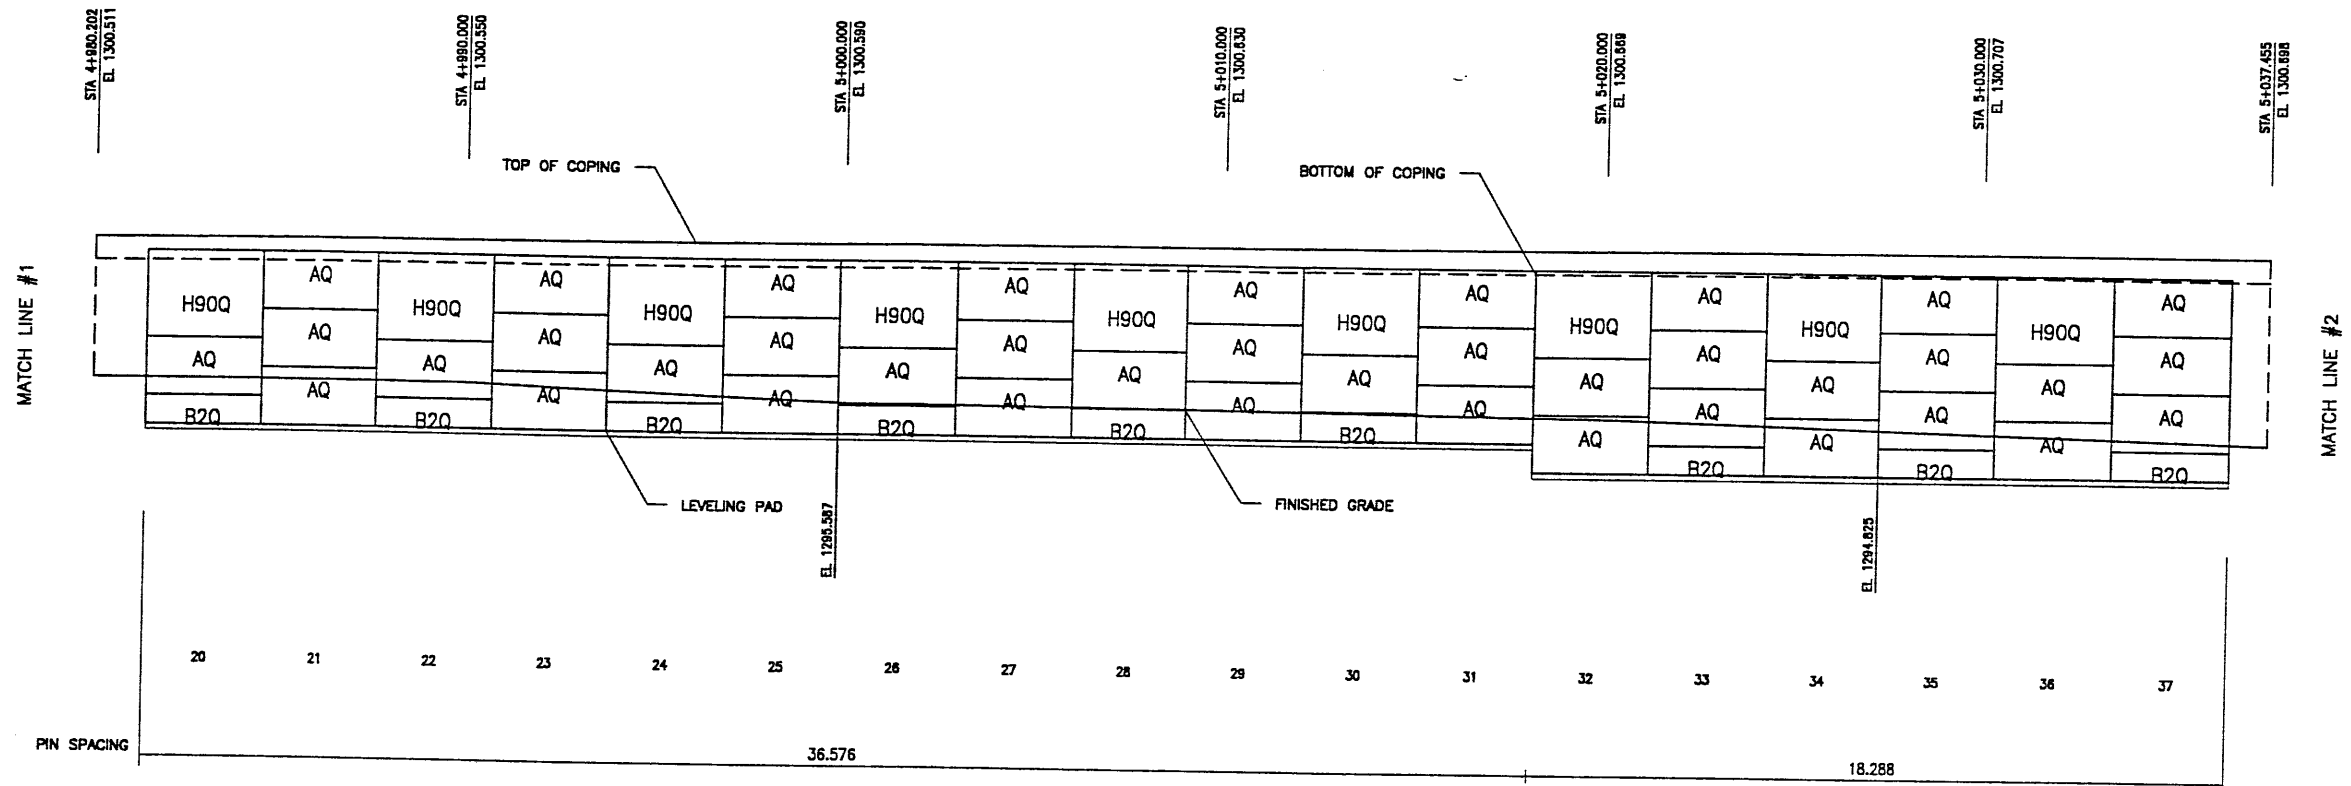 STA 4+980.202
EL 1300.511
STA 4+990.000
EL 1300.550
STA 5+000.000
EL 1300.590
STA 5+010.000
EL 1300.630
STA 5+020.000
EL 1300.669
STA 5+030.000
EL 1300.707
STA 5+037.455
EL 1300.698
TOP OF COPING
BOTTOM OF COPING
MATCH LINE #1
MATCH LINE #2
H90Q AQ H90Q AQ H90Q AQ H90Q AQ H90Q AQ H90Q AQ H90Q AQ H90Q AQ H90Q AQ
AQ AQ AQ AQ AQ AQ AQ AQ AQ AQ AQ AQ AQ AQ AQ AQ AQ AQ
B2Q AQ B2Q AQ B2Q AQ B2Q AQ B2Q AQ B2Q AQ AQ AQ AQ AQ AQ AQ
B2Q B2Q B2Q
LEVELING PAD
EL 1295.587
FINISHED GRADE
EL 1294.825
20 21 22 23 24 25 26 27 28 29 30 31 32 33 34 35 36 37
PIN SPACING
36.576
18.288